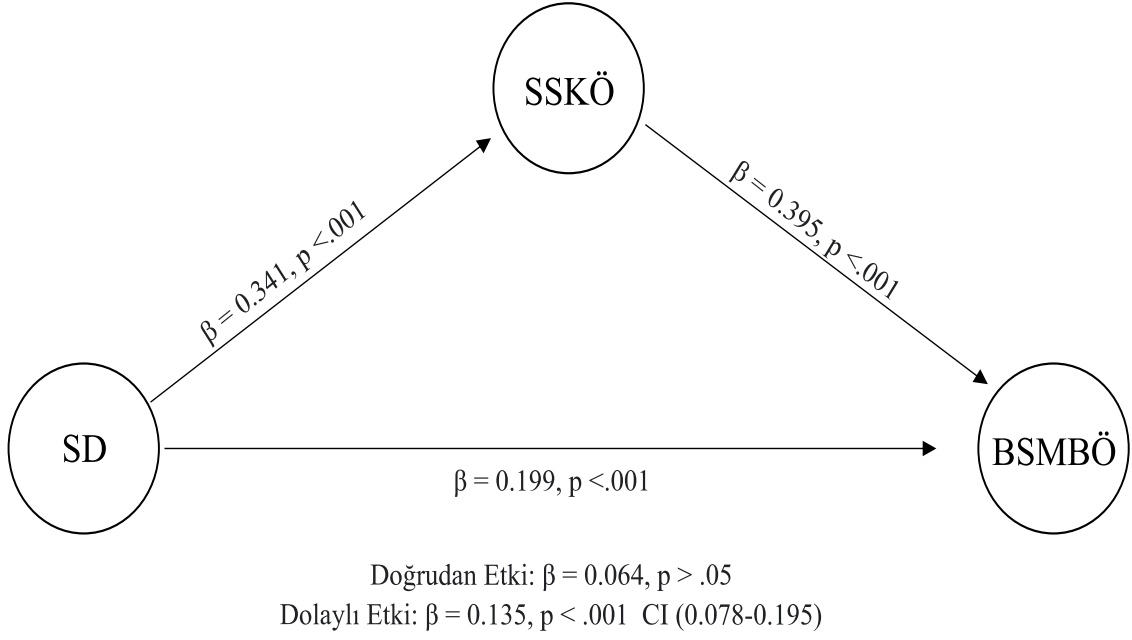 SSKÖ
β = 0.341, p <.001
β = 0.395, p <.001
SD
BSMBÖ
β = 0.199, p <.001
Doğrudan Etki: β = 0.064, p > .05
Dolaylı Etki: β = 0.135, p < .001 CI (0.078-0.195)